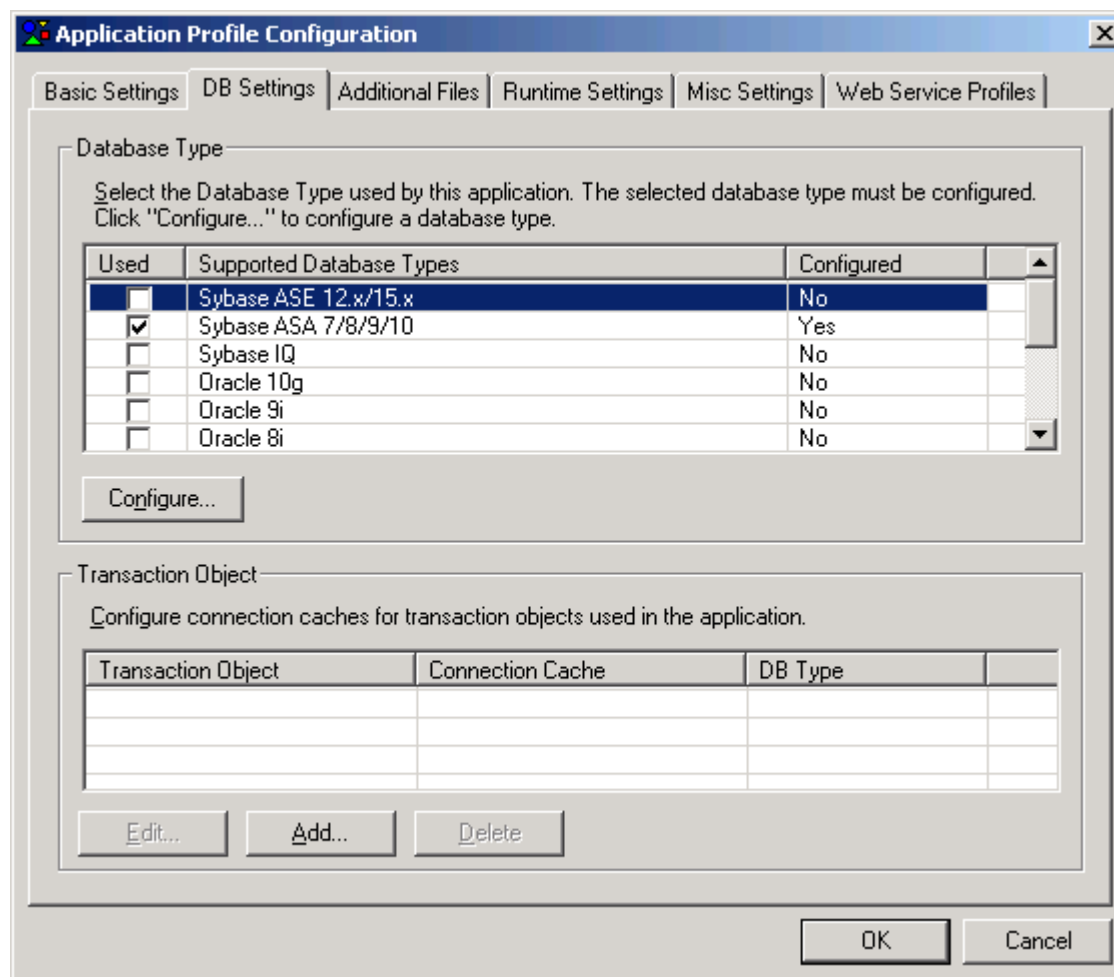 Application Profile Configuration
Basic Settings DB Settings Additional Files Runtime Settings Misc Settings Web Service Profiles
Database Type
Select the Database Type used by this application. The selected database type must be configured.
Click "Configure..." to configure a database type.
Used Supported Database Types Configured
Sybase ASE 12.x/15.x No
Sybase ASA 7/8/9/10 Yes
Sybase IQ No
Oracle 10g No
Oracle 9i No
Oracle 8i No
Configure...
Transaction Object
Configure connection caches for transaction objects used in the application.
Transaction Object Connection Cache DB Type
Edit... Add... Delete
OK Cancel